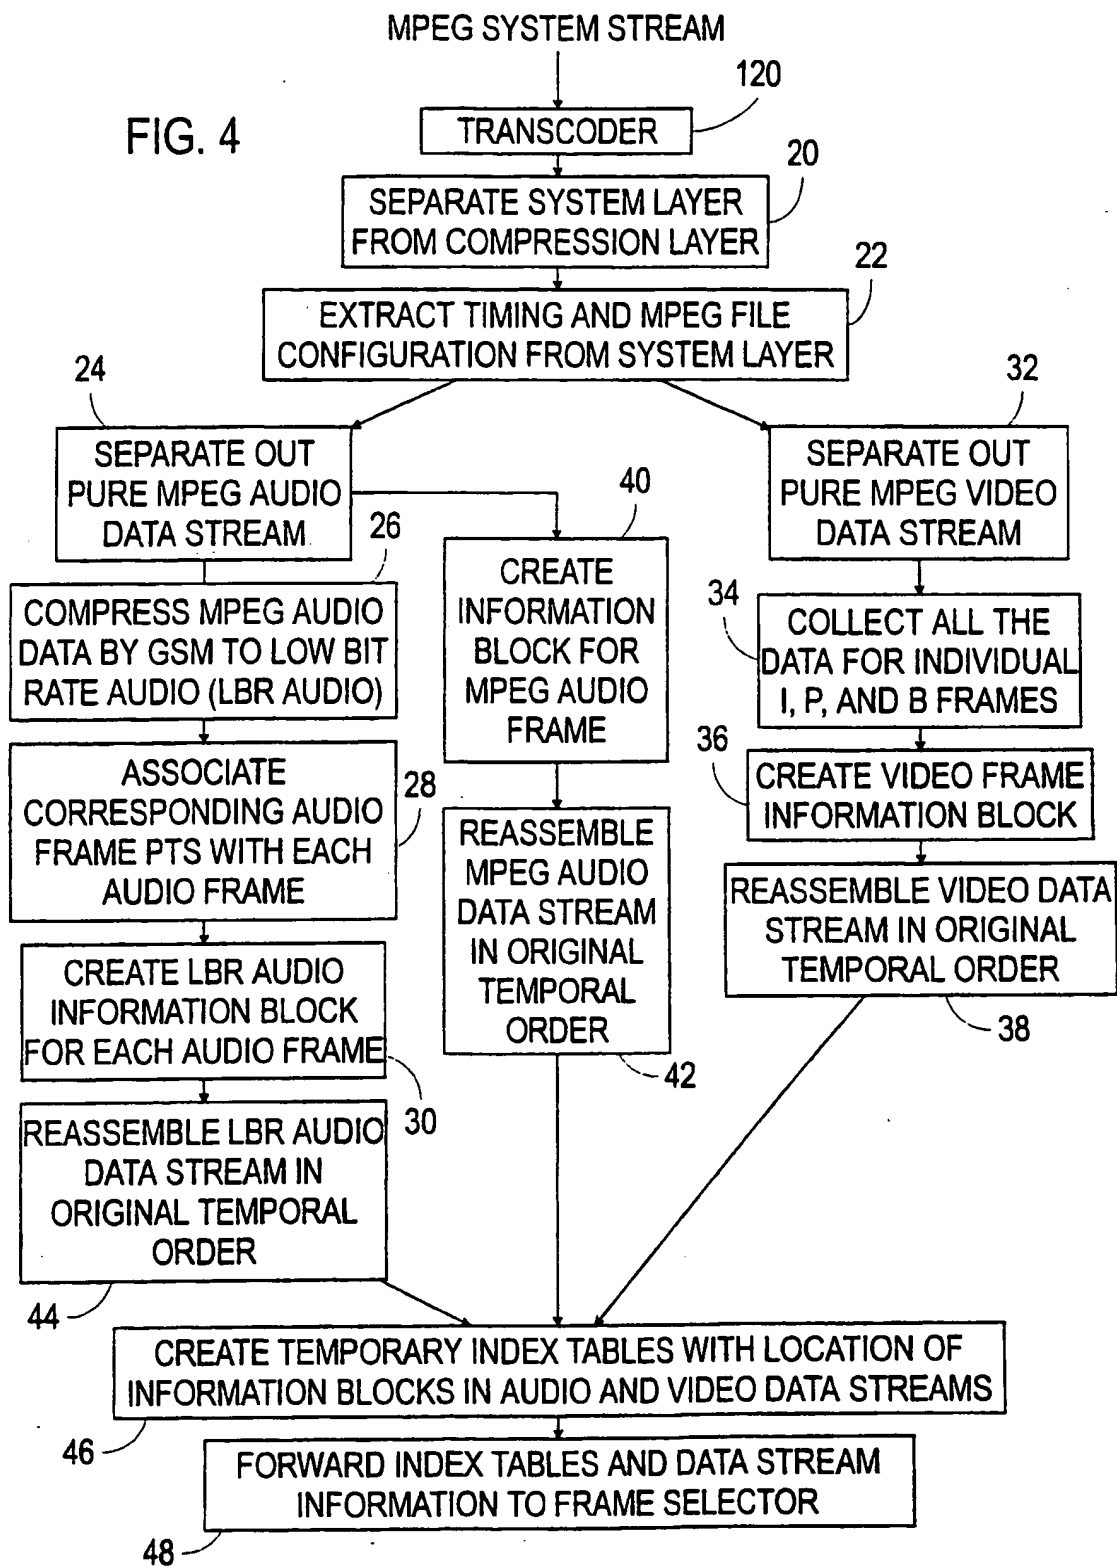 MPEG SYSTEM STREAM
FIG. 4
120
TRANSCODER
20
SEPARATE SYSTEM LAYER
FROM COMPRESSION LAYER
22
EXTRACT TIMING AND MPEG FILE
CONFIGURATION FROM SYSTEM LAYER
24
SEPARATE OUT
PURE MPEG AUDIO
DATA STREAM
26
COMPRESS MPEG AUDIO
DATA BY GSM TO LOW BIT
RATE AUDIO (LBR AUDIO)
ASSOCIATE
CORRESPONDING AUDIO
FRAME PTS WITH EACH
AUDIO FRAME
28
CREATE LBR AUDIO
INFORMATION BLOCK
FOR EACH AUDIO FRAME
30
REASSEMBLE LBR AUDIO
DATA STREAM IN
ORIGINAL TEMPORAL
ORDER
44
40
CREATE
INFORMATION
BLOCK FOR
MPEG AUDIO
FRAME
REASSEMBLE
MPEG AUDIO
DATA STREAM
IN ORIGINAL
TEMPORAL
ORDER
42
32
SEPARATE OUT
PURE MPEG VIDEO
DATA STREAM
34
COLLECT ALL THE
DATA FOR INDIVIDUAL
I, P, AND B FRAMES
36
CREATE VIDEO FRAME
INFORMATION BLOCK
REASSEMBLE VIDEO DATA
STREAM IN ORIGINAL
TEMPORAL ORDER
38
CREATE TEMPORARY INDEX TABLES WITH LOCATION OF
INFORMATION BLOCKS IN AUDIO AND VIDEO DATA STREAMS
46
FORWARD INDEX TABLES AND DATA STREAM
INFORMATION TO FRAME SELECTOR
48